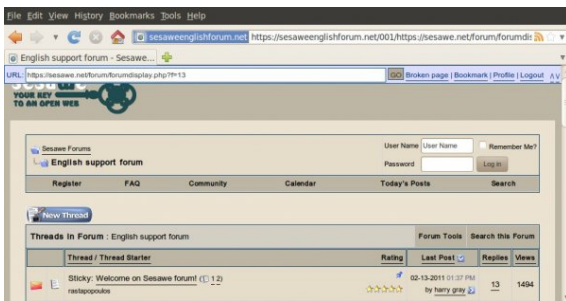 File Edit View History Bookmarks Tools Help
sesaweenglishforum.net https://sesaweenglishforum.net/001/https://sesawe.net/forum/forumdis
English support forum - Sesawe...
URL: https://sesawe.net/forum/forumdisplay.php?f=13 GO Broken page | Bookmark | Profile | Logout
YOUR KEY
TO AN OPEN WEB
Sesawe Forums
English support forum
User Name User Name Remember Me?
Password Log in
Register FAQ Community Calendar Today's Posts Search
New Thread
Threads in Forum : English support forum Forum Tools Search this Forum
Thread / Thread Starter Rating Last Post Replies Views
Sticky: Welcome on Sesawe forum! ( 1 2) 02-13-2011 01:37 PM 13 1494
rastapopoulos by harry gray